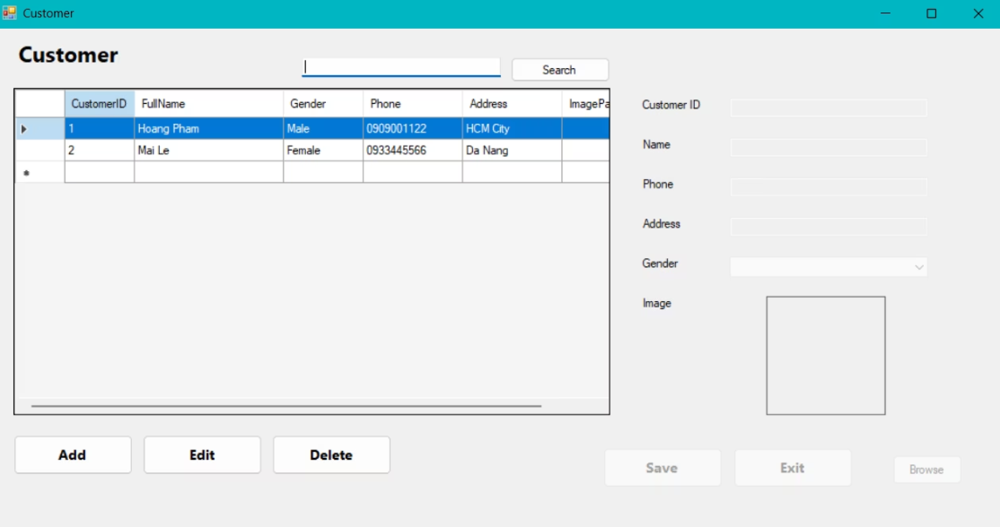 Customer
Customer
Search
CustomerID FullName Gender Phone Address ImagePa
1 Hoang Pham Male 0909001122 HCM City
2 Mai Le Female 0933445566 Da Nang
Customer ID
Name
Phone
Address
Gender
Image
Add Edit Delete
Save Exit Browse